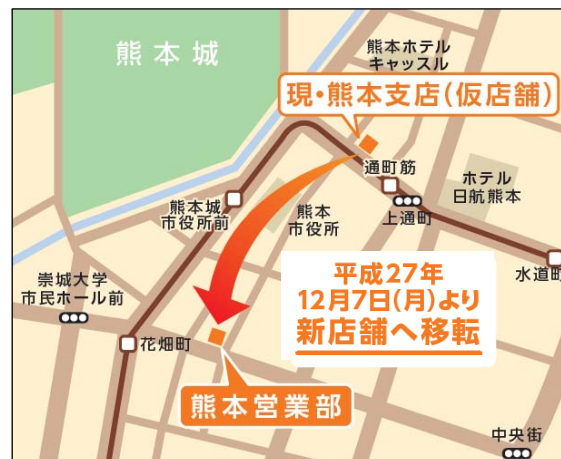 熊本城
熊本ホテル
キャッスル
現・熊本支店(仮店舗)
通町筋
ホテル
日航熊本
上通町
熊本城
市役所前
熊本
市役所
水道町
平成27年
12月7日(月)より
新店舗へ移転
崇城大学
市民ホール前
花畑町
熊本営業部
中央街